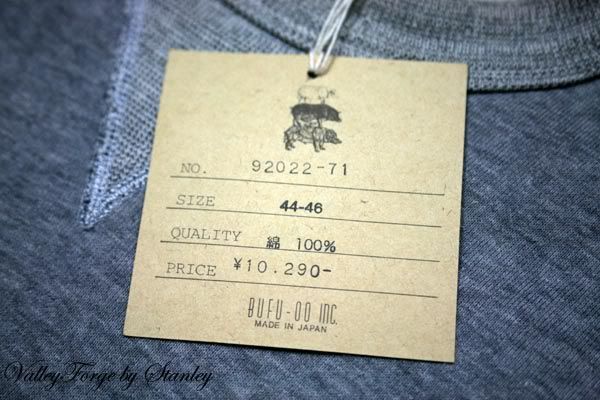 NO. 92022-71
SIZE 44-46
QUALITY 綿 100%
PRICE ¥10.290-
BUFU-OO INC.
MADE IN JAPAN
Valley Forge by Stanley